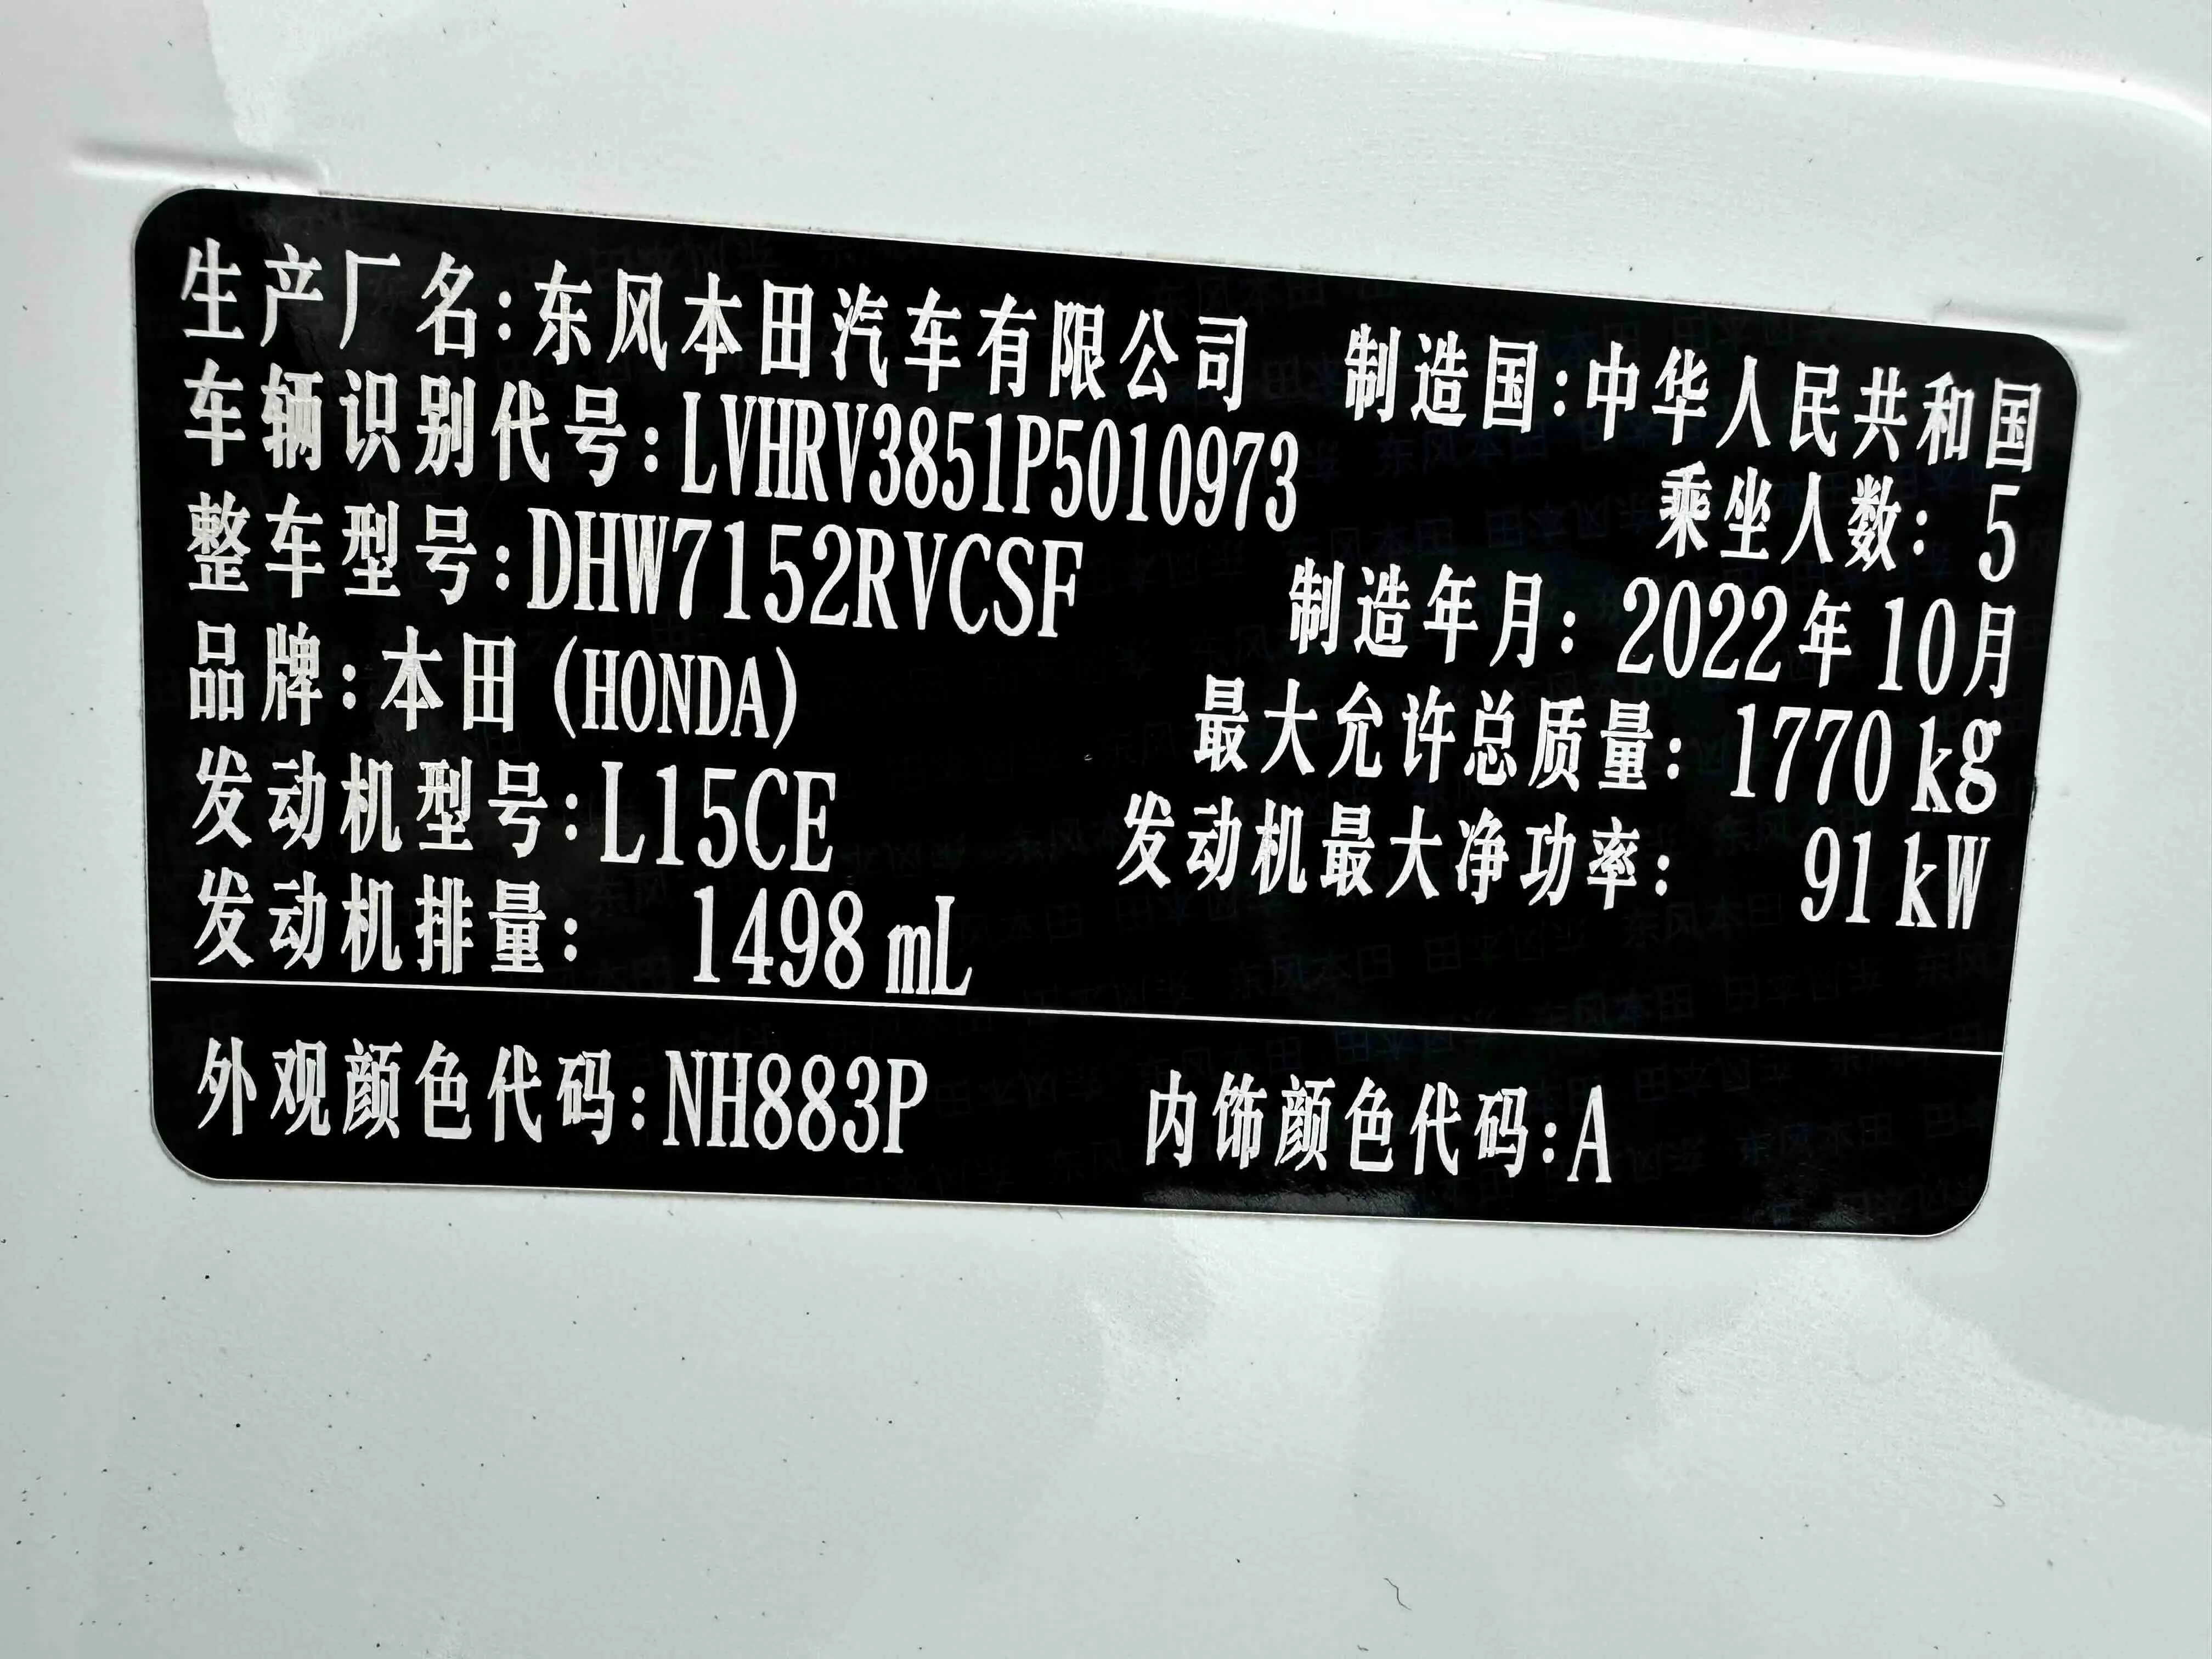 生产厂名:东风本田汽车有限公司 制造国:中华人民共和国
车辆识别代号:LVHRV3851P5010973 乘坐人数: 5
整车型号:DHW7152RVCSF 制造年月: 2022年10月
品牌:本田 (HONDA) 最大允许总质量: 1770 kg
发动机型号:L15CE 发动机最大净功率: 91 kW
发动机排量: 1498 mL
外观颜色代码:NH883P 内饰颜色代码:A